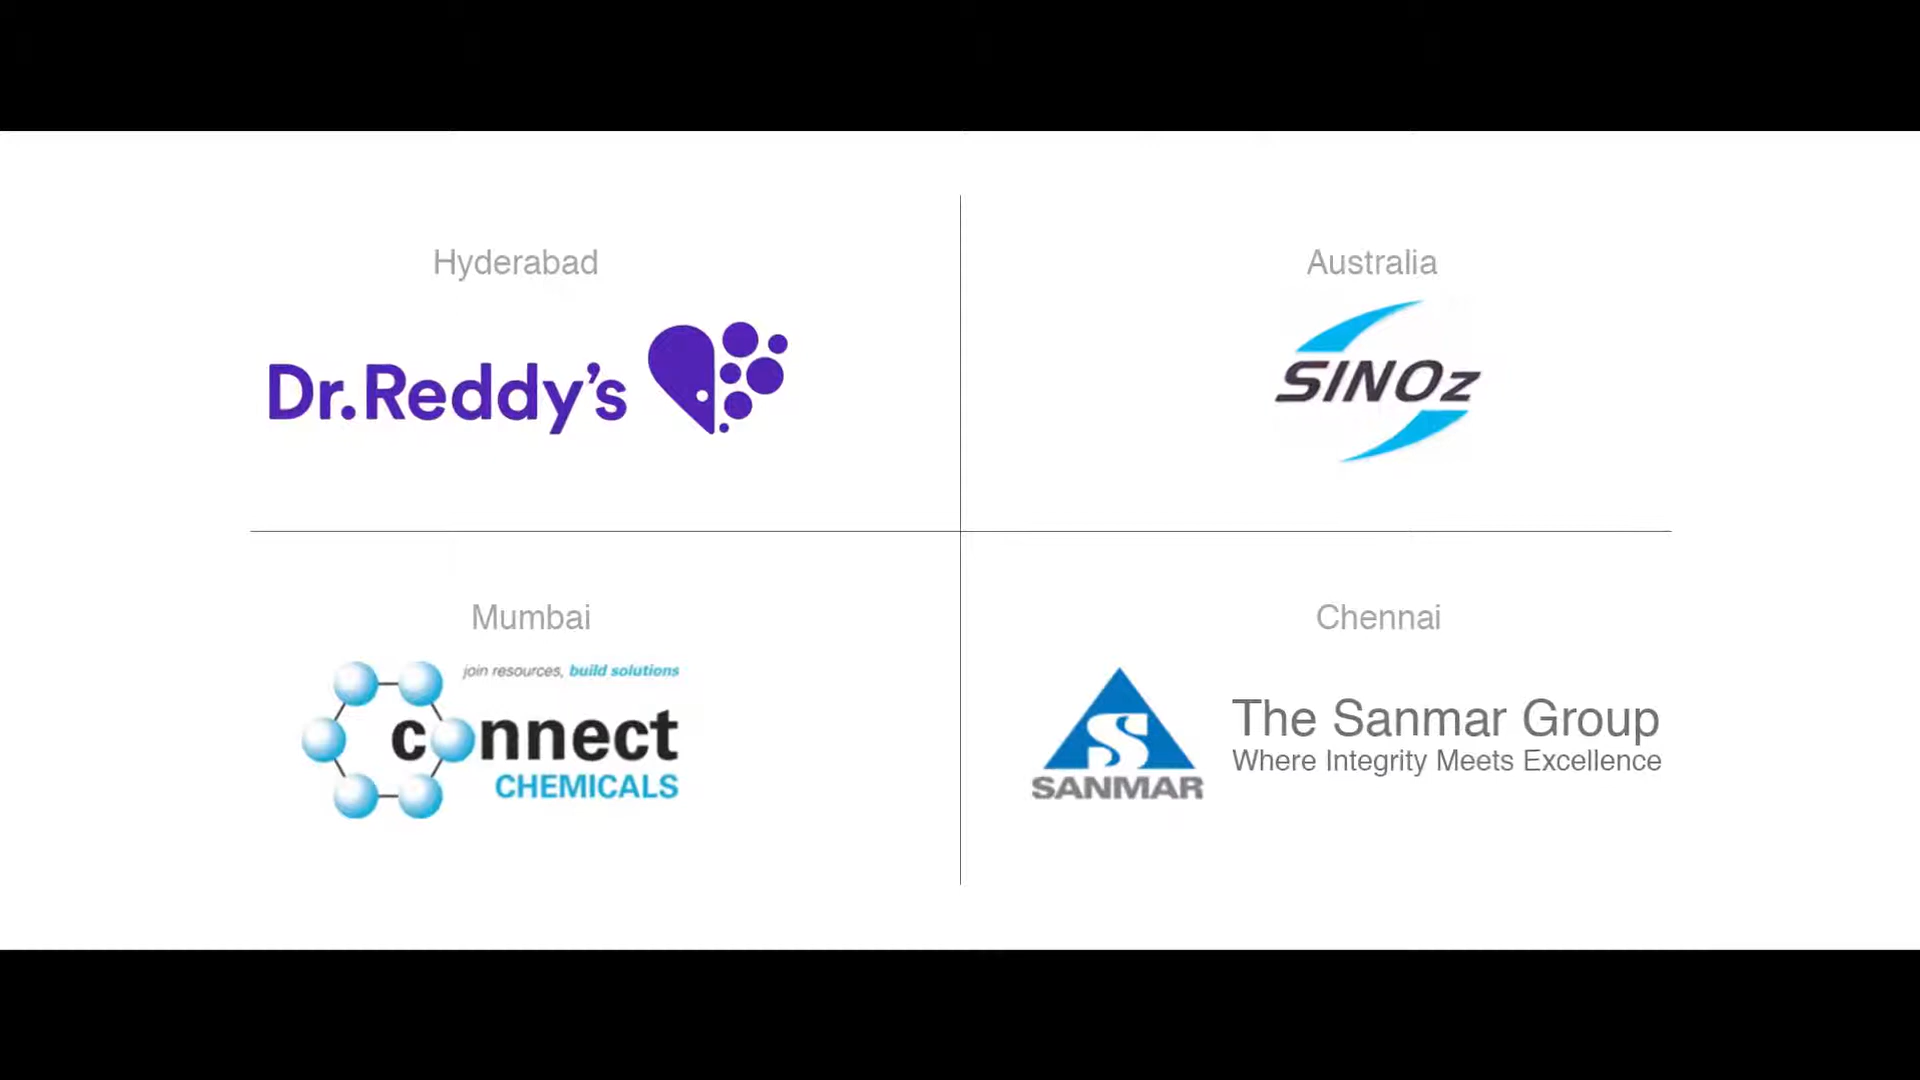 Hyderabad
Dr.Reddy's
Australia
SINOz
Mumbai
join resources, build solutions
connect
CHEMICALS
Chennai
SANMAR
The Sanmar Group
Where Integrity Meets Excellence